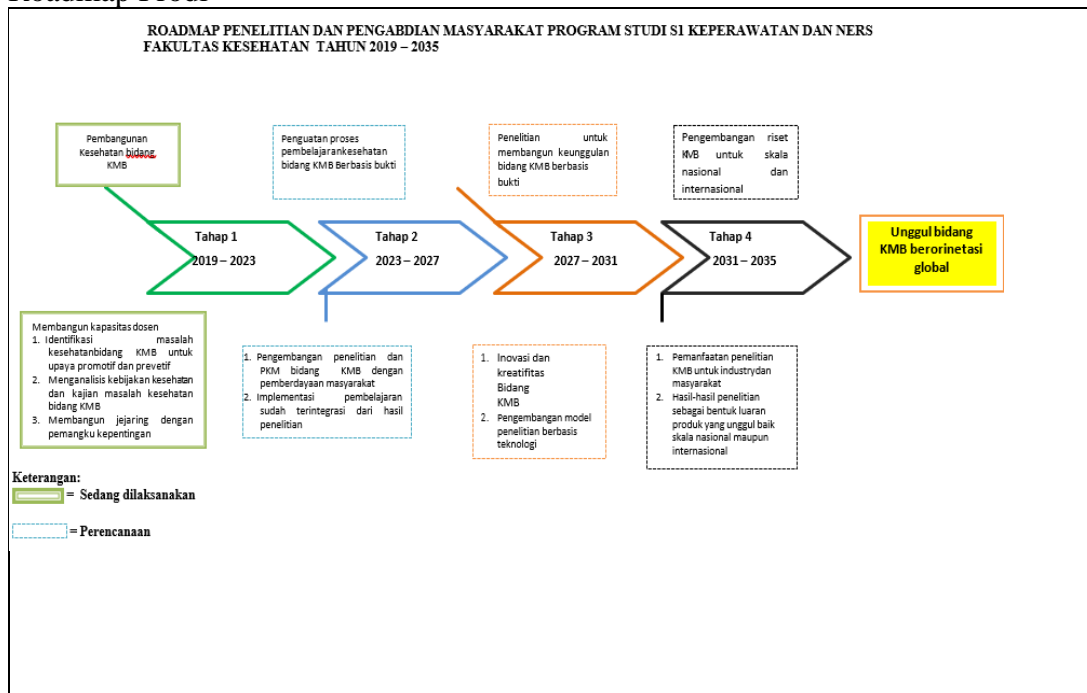 Roadmap Prodi
ROADMAP PENELITIAN DAN PENGABDIAN MASYARAKAT PROGRAM STUDI S1 KEPERAWATAN DAN NERS
FAKULTAS KESEHATAN TAHUN 2019 – 2035
Pembangunan
Kesehatan bidang
KMB
Penguatan proses
pembelajarankesehatan
bidang KMB Berbasis bukti
Penelitian untuk
membangun keunggulan
bidang KMB berbasis
bukti
Pengembangan riset
KMB untuk skala
nasional dan
internasional
Tahap 1
2019 – 2023
Tahap 2
2023 – 2027
Tahap 3
2027 – 2031
Tahap 4
2031 – 2035
Unggul bidang
KMB berorinetasi
global
Membangun kapasitas dosen
1. Identifikasi masalah
kesehatanbidang KMB untuk
upaya promotif dan prevetif
2. Menganalisis kebijakan kesehatan
dan kajian masalah kesehatan
bidang KMB
3. Membangun jejaring dengan
pemangku kepentingan
1. Pengembangan penelitian dan
PKM bidang KMB dengan
pemberdayaan masyarakat
2. Implementasi pembelajaran
sudah terintegrasi dari hasil
penelitian
1. Inovasi dan
kreatifitas
Bidang
KMB
2. Pengembangan model
penelitian berbasis
teknologi
1. Pemanfaatan penelitian
KMB untuk industrydan
masyarakat
2. Hasil-hasil penelitian
sebagai bentuk luaran
produk yang unggul baik
skala nasional maupun
internasional
Keterangan:
= Sedang dilaksanakan
= Perencanaan